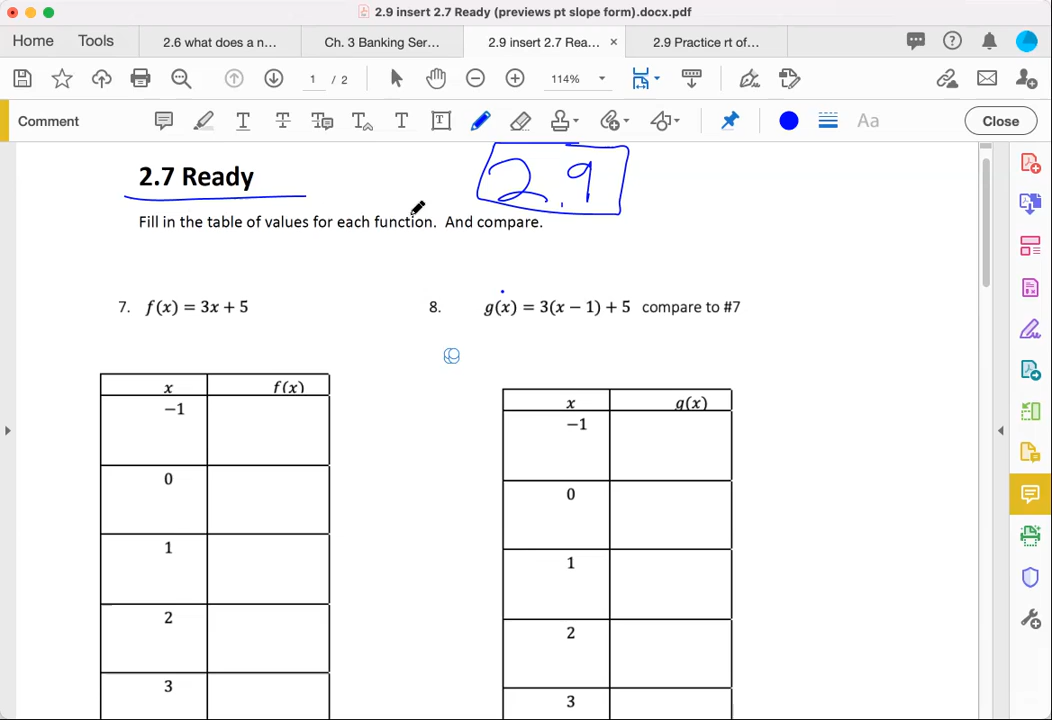 2.9 insert 2.7 Ready (previews pt slope form).docx.pdf
Home Tools 2.6 what does a n... Ch. 3 Banking Ser... 2.9 insert 2.7 Rea... × 2.9 Practice rt of...
1 / 2 114%
Comment Aa Close
2.7 Ready 2.9
Fill in the table of values for each function. And compare.
7. f(x) = 3x + 5 8. g(x) = 3(x − 1) + 5 compare to #7
x f(x)
x g(x)
−1
−1
0
0
1
1
2
2
3
3